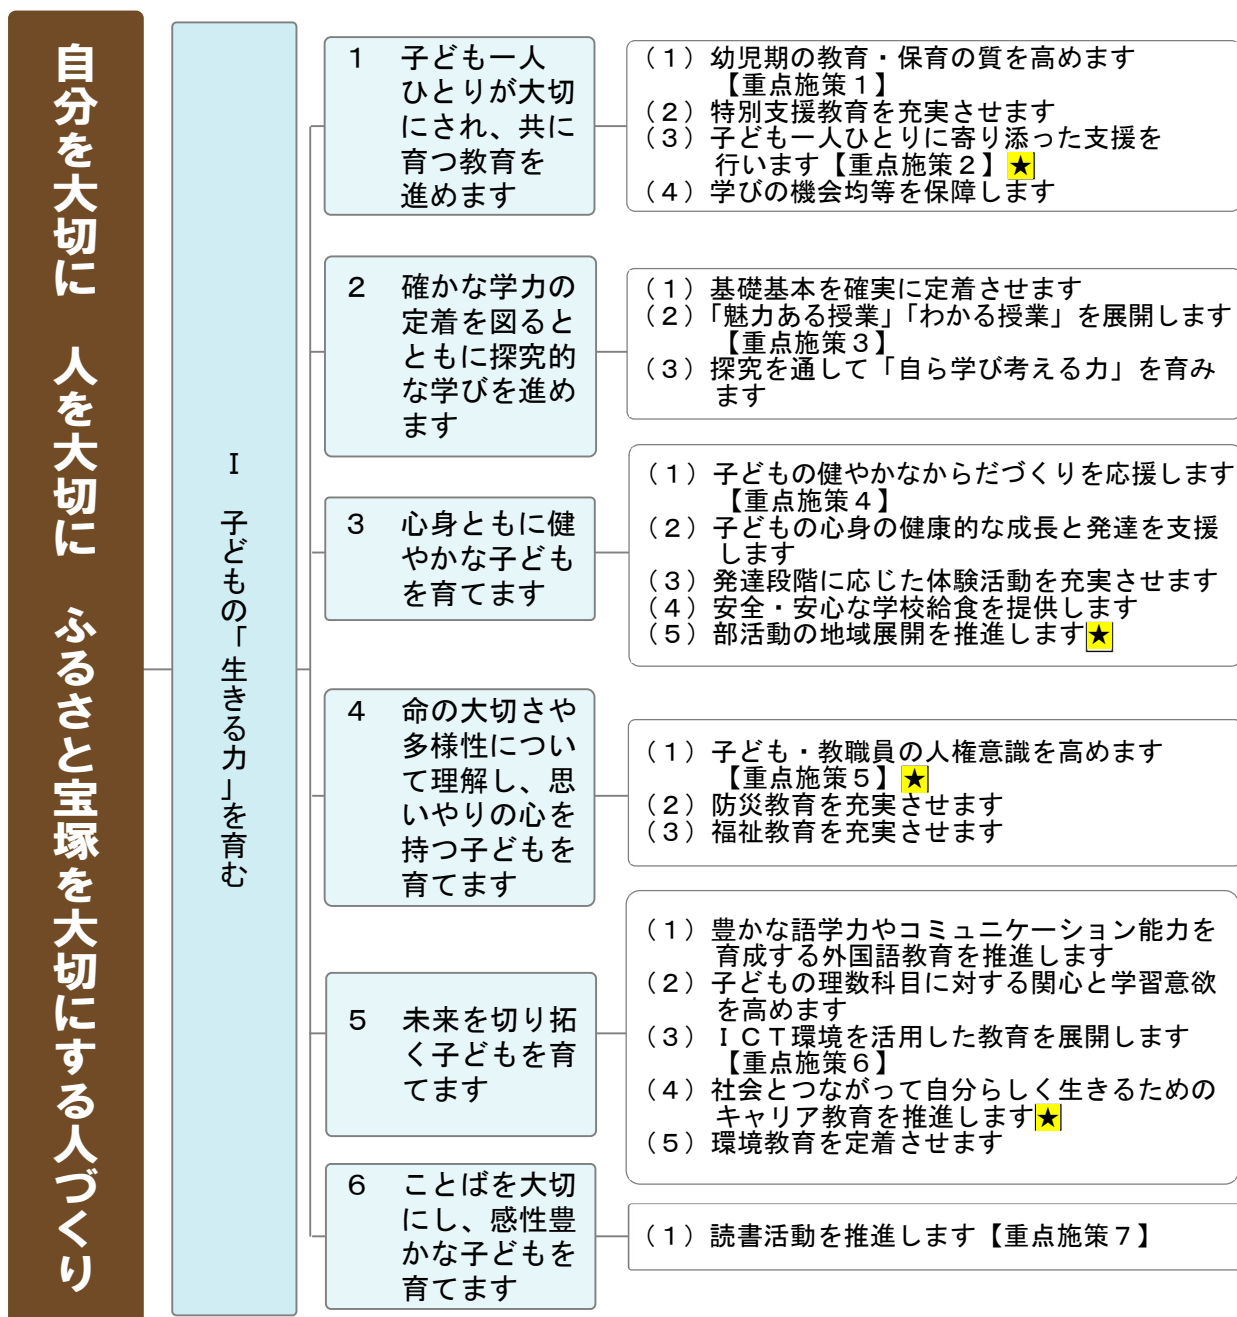 自分を大切に　人を大切に　ふるさと宝塚を大切にする人づくり
Ⅰ　子どもの「生きる力」を育む
１　子ども一人
ひとりが大切
にされ、共に
育つ教育を
進めます
（１）幼児期の教育・保育の質を高めます
【重点施策１】
（２）特別支援教育を充実させます
（３）子ども一人ひとりに寄り添った支援を
行います【重点施策２】★
（４）学びの機会均等を保障します
２　確かな学力の
定着を図ると
ともに探究的
な学びを進め
ます
（１）基礎基本を確実に定着させます
（２）「魅力ある授業」「わかる授業」を展開します
【重点施策３】
（３）探究を通して「自ら学び考える力」を育み
ます
３　心身ともに健
やかな子ども
を育てます
（１）子どもの健やかなからだづくりを応援します
【重点施策４】
（２）子どもの心身の健康的な成長と発達を支援
します
（３）発達段階に応じた体験活動を充実させます
（４）安全・安心な学校給食を提供します
（５）部活動の地域展開を推進します★
４　命の大切さや
多様性につい
て理解し、思
いやりの心を
持つ子どもを
育てます
（１）子ども・教職員の人権意識を高めます
【重点施策５】★
（２）防災教育を充実させます
（３）福祉教育を充実させます
５　未来を切り拓
く子どもを育
てます
（１）豊かな語学力やコミュニケーション能力を
育成する外国語教育を推進します
（２）子どもの理数科目に対する関心と学習意欲
を高めます
（３）ＩＣＴ環境を活用した教育を展開します
【重点施策６】
（４）社会とつながって自分らしく生きるための
キャリア教育を推進します★
（５）環境教育を定着させます
６　ことばを大切
にし、感性豊
かな子どもを
育てます
（１）読書活動を推進します【重点施策７】